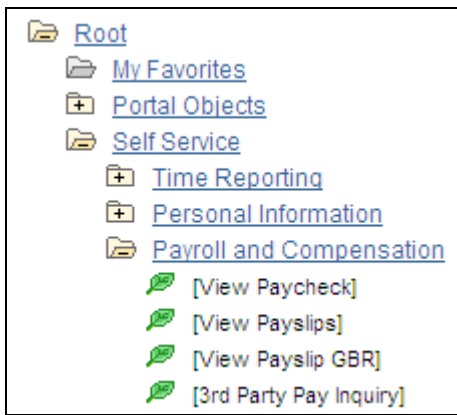 Root
My Favorites
Portal Objects
Self Service
Time Reporting
Personal Information
Payroll and Compensation
[View Paycheck]
[View Payslips]
[View Payslip GBR]
[3rd Party Pay Inquiry]